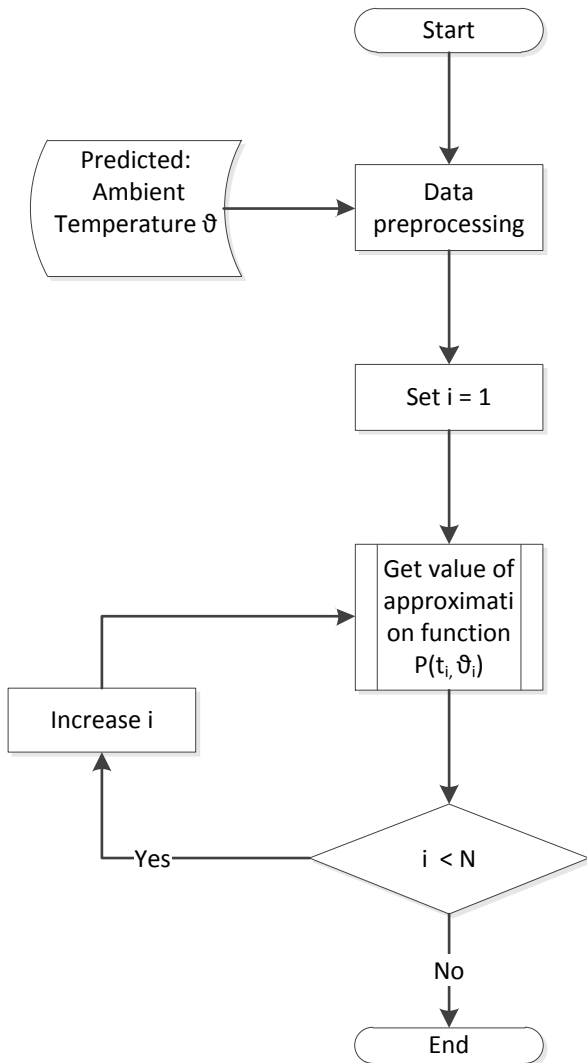 Start
Predicted:
Ambient
Temperature ϑ
Data
preprocessing
Set i = 1
Get value of
approximati
on function
P(tᵢ, ϑᵢ)
Increase i
i < N
Yes
No
End